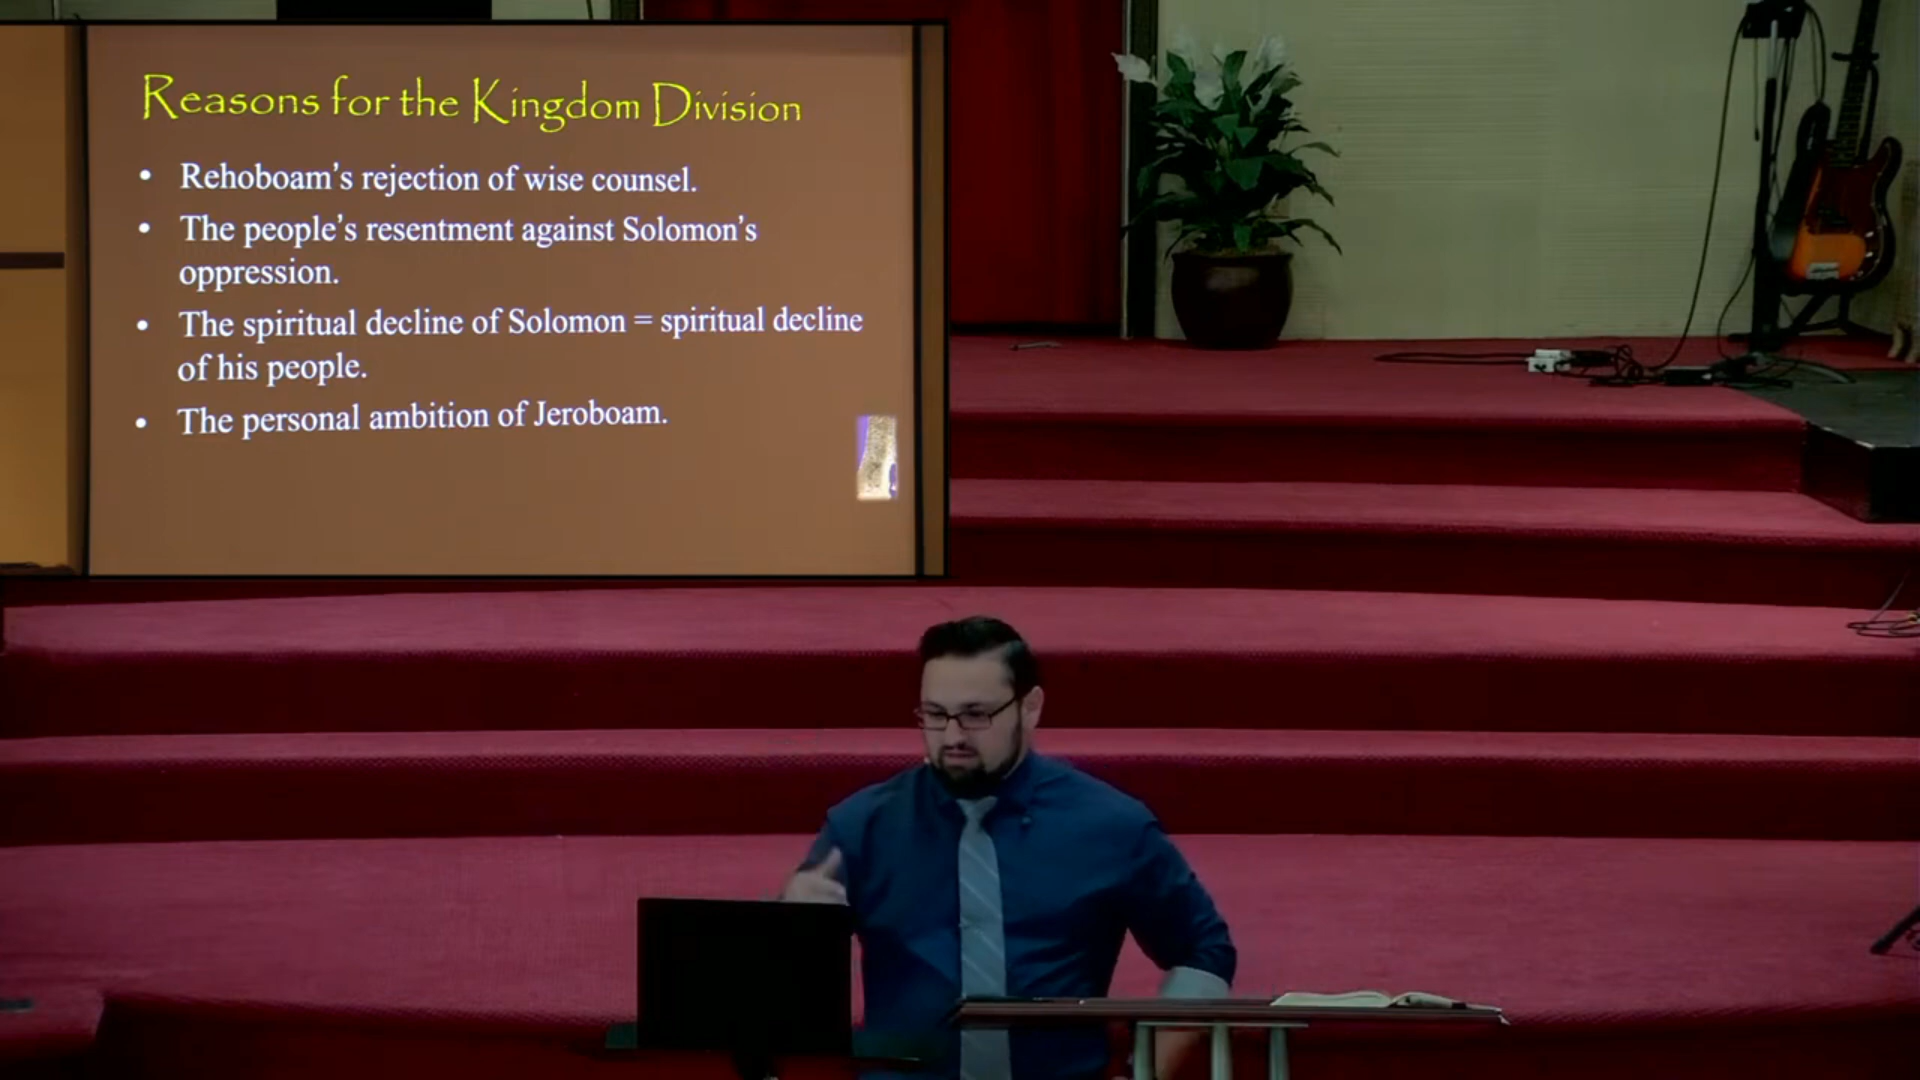 Reasons for the Kingdom Division
• Rehoboam's rejection of wise counsel.
• The people's resentment against Solomon's
oppression.
• The spiritual decline of Solomon = spiritual decline
of his people.
• The personal ambition of Jeroboam.